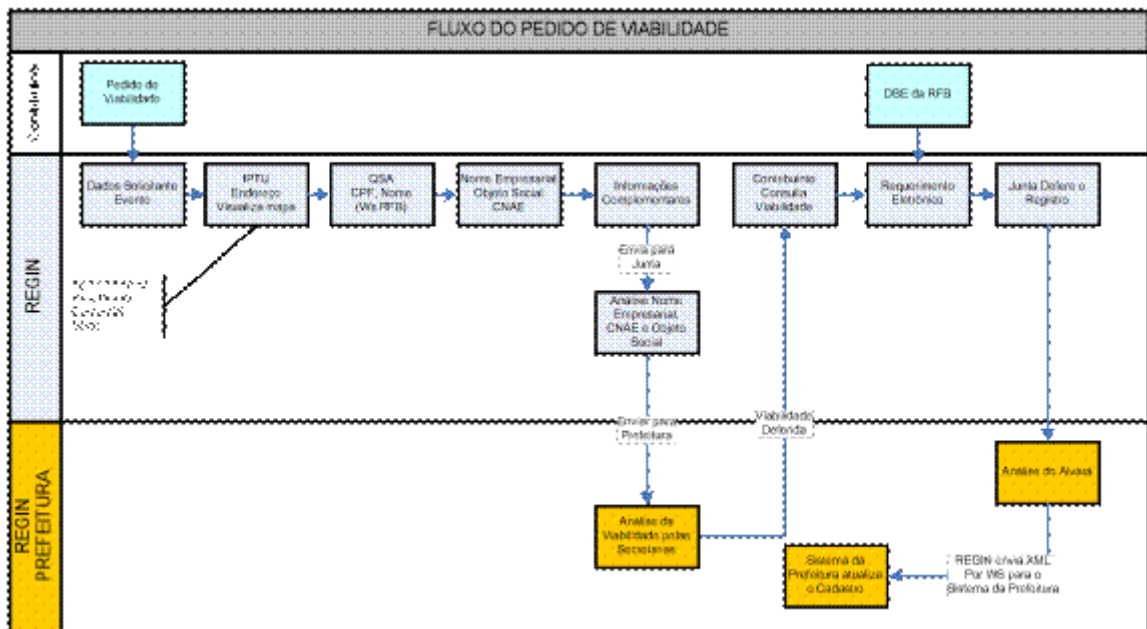 FLUXO DO PEDIDO DE VIABILIDADE
Pedido de
Viabilidade
DBE da RFB
REGIN
Dados Solicitante
Evento
IPTU
Endereço
Visualiza mapa
QSA
CPF, Nome
(Ws RFB)
Nome Empresarial
Objeto Social
CNAE
Informações
Complementares
Contribuinte
Consulta
Viabilidade
Requerimento
Eletrônico
Junta Defere o
Registro
Envia para
Junta
Análise Nome
Empresarial,
CNAE e Objeto
Social
Enviar para
Prefeitura
Viabilidade
Deferida
REGIN
PREFEITURA
Análise da
Viabilidade pelas
Secretarias
Análise do Alvará
Sistema da
Prefeitura atualiza
o Cadastro
REGIN envia XML
Por WS para o
Sistema da Prefeitura